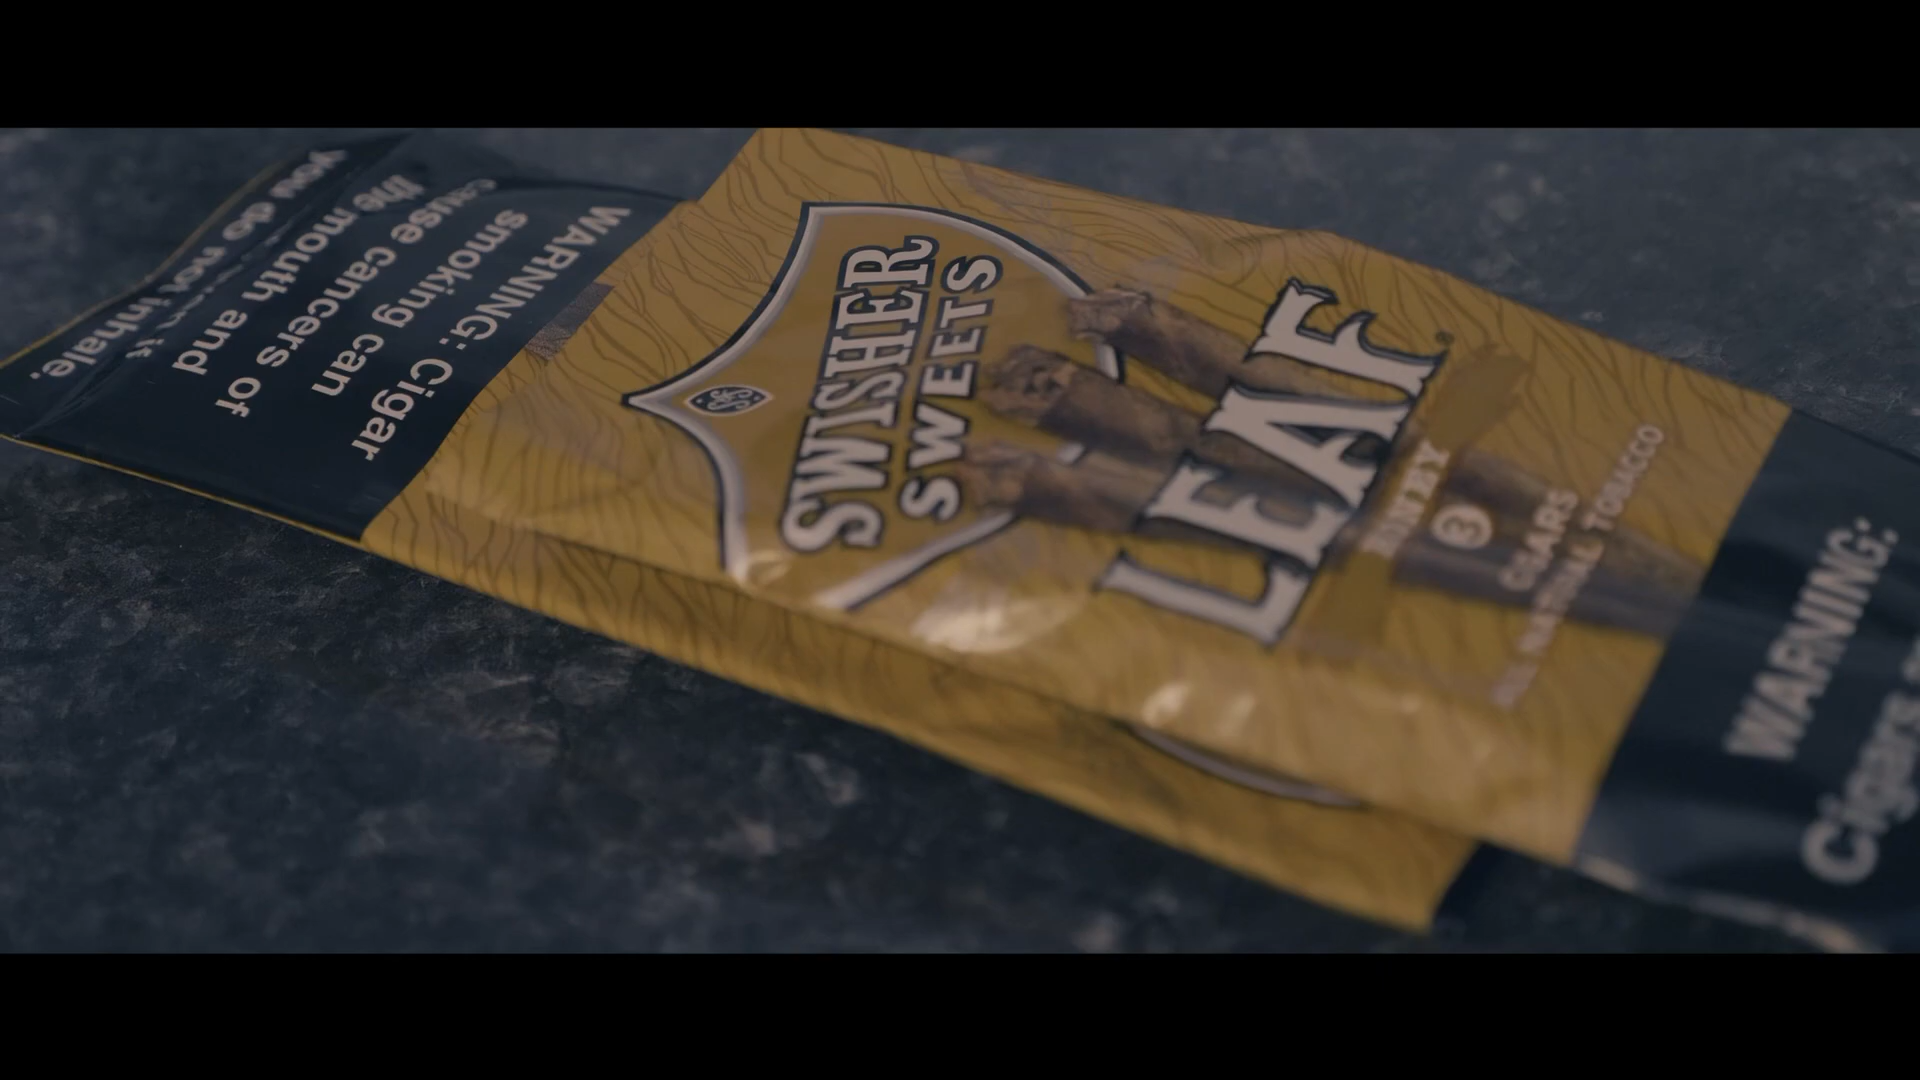 WARNING: Cigar
smoking can
cause cancers of
the mouth and
you do not inhale.
SWISHER
SWEETS
LEAF
HONEY
3
CIGARS
NATURAL TOBACCO
WARNING:
Cigars